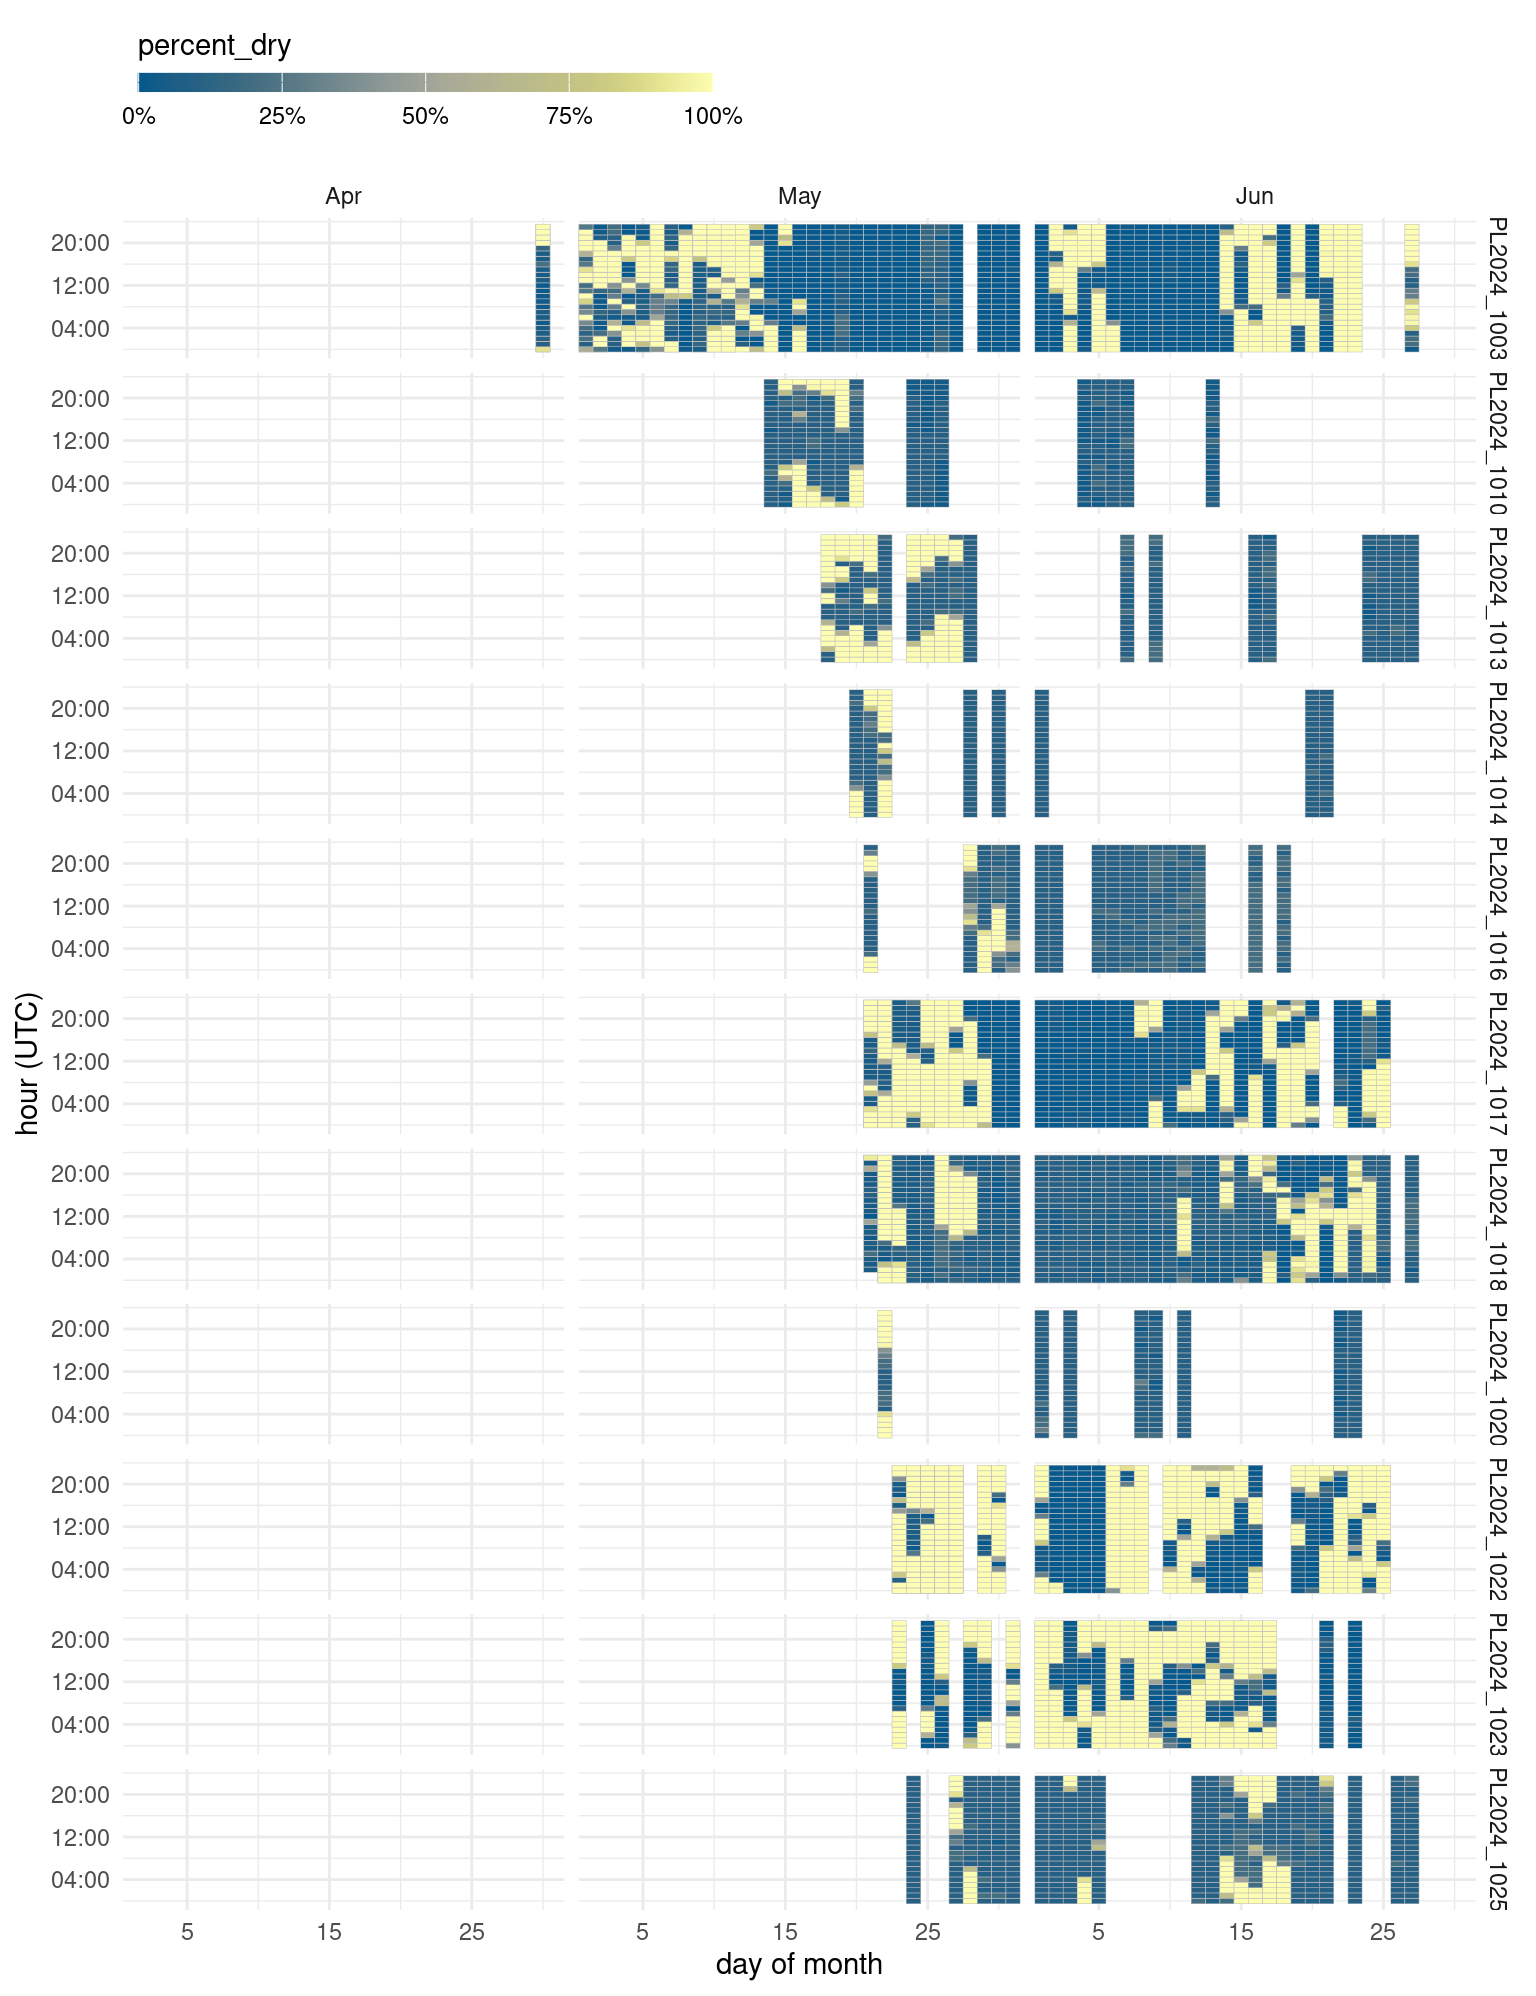 percent_dry
0% 25% 50% 75% 100%
Apr May Jun
20:00
12:00
04:00
PL2024_1003
20:00
12:00
04:00
PL2024_1010
20:00
12:00
04:00
PL2024_1013
20:00
12:00
04:00
PL2024_1014
20:00
12:00
04:00
PL2024_1016
20:00
12:00
04:00
PL2024_1017
20:00
12:00
04:00
PL2024_1018
20:00
12:00
04:00
PL2024_1020
20:00
12:00
04:00
PL2024_1022
20:00
12:00
04:00
PL2024_1023
20:00
12:00
04:00
PL2024_1025
hour (UTC)
5 15 25 5 15 25 5 15 25
day of month